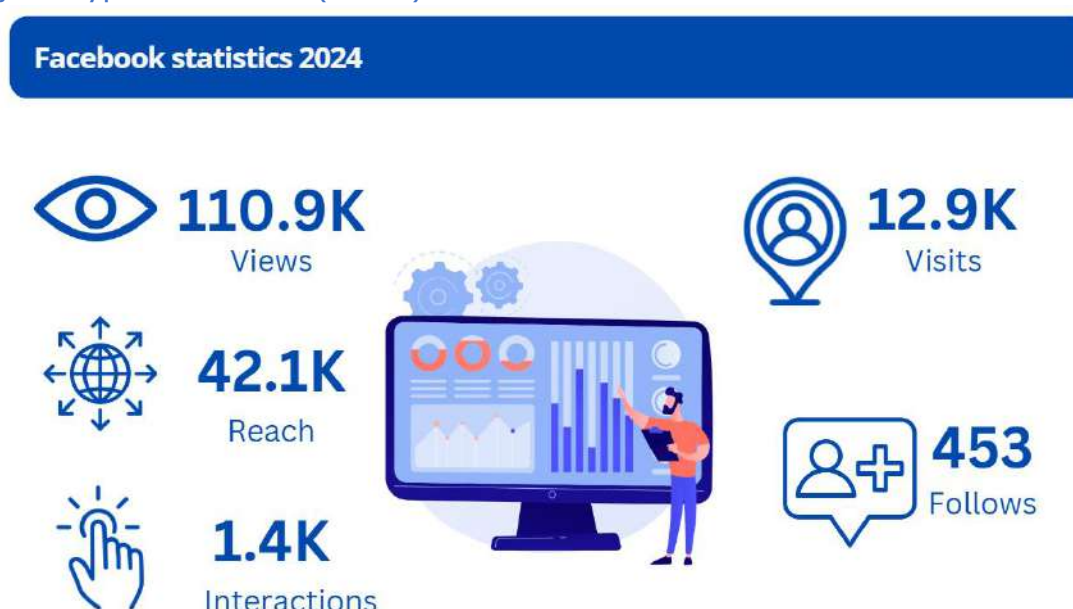 Facebook statistics 2024
110.9K
Views
42.1K
Reach
1.4K
Interactions
12.9K
Visits
453
Follows